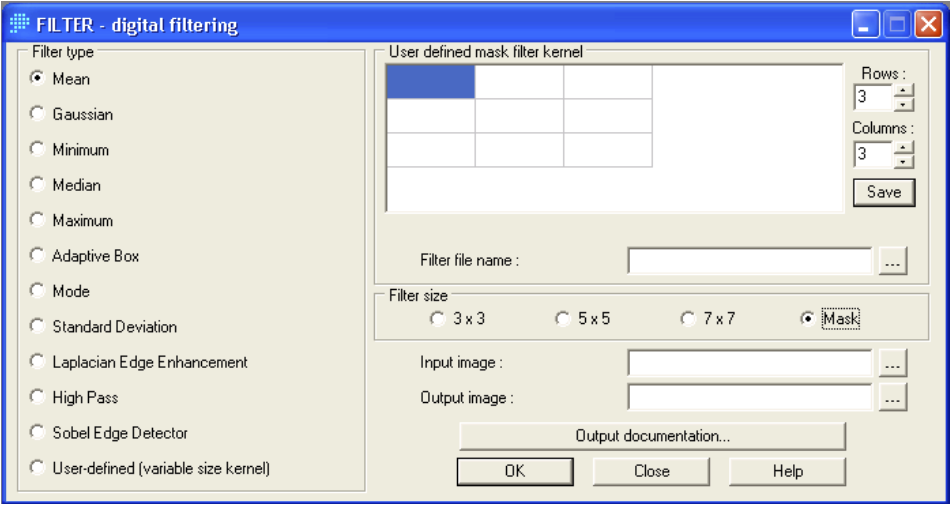 FILTER - digital filtering
Filter type
Mean
Gaussian
Minimum
Median
Maximum
Adaptive Box
Mode
Standard Deviation
Laplacian Edge Enhancement
High Pass
Sobel Edge Detector
User-defined (variable size kernel)
User defined mask filter kernel
Rows :
3
Columns :
3
Save
Filter file name :
...
Filter size
3 x 3 5 x 5 7 x 7 Mask
Input image :
...
Output image :
...
Output documentation...
OK Close Help